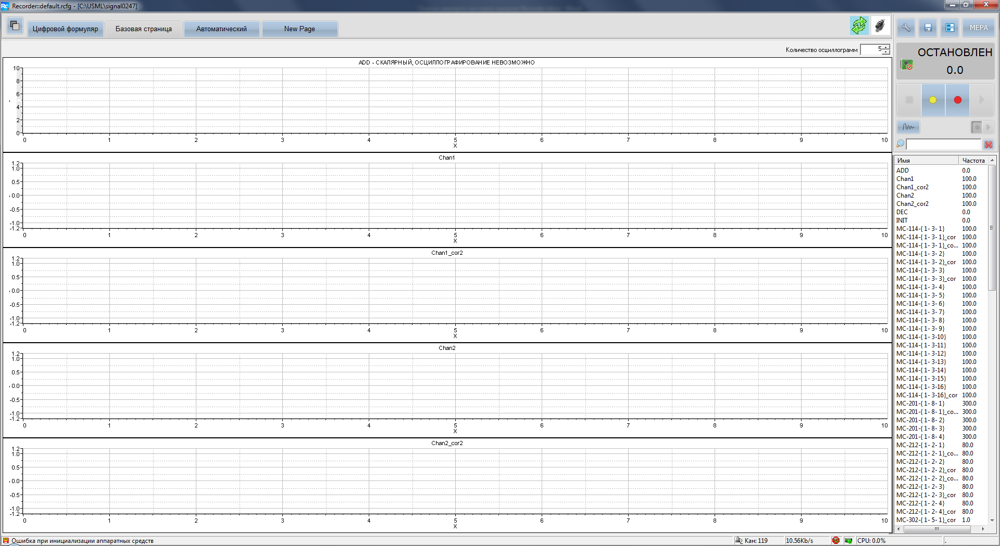 Recorder::default.rcfg - [C:\USML\signal0247]
Цифровой формуляр
Базовая страница
Автоматический
New Page
МЕРА
Количество осциллограмм 5
ОСТАНОВЛЕН
0.0
ADD - СКАЛЯРНЫЙ, ОСЦИЛЛОГРАФИРОВАНИЕ НЕВОЗМОЖНО
10
8
6
4
2
0
0 1 2 3 4 5 6 7 8 9 10
X
Chan1
1.2
1.0
0.5
0.0
-0.5
-1.0
-1.2
0 1 2 3 4 5 6 7 8 9 10
X
Chan1_cor2
1.2
1.0
0.5
0.0
-0.5
-1.0
-1.2
0 1 2 3 4 5 6 7 8 9 10
X
Chan2
1.2
1.0
0.5
0.0
-0.5
-1.0
-1.2
0 1 2 3 4 5 6 7 8 9 10
X
Chan2_cor2
1.2
1.0
0.5
0.0
-0.5
-1.0
-1.2
0 1 2 3 4 5 6 7 8 9 10
X
Имя Частота
ADD 0.0
Chan1 100.0
Chan1_cor2 100.0
Chan2 100.0
Chan2_cor2 100.0
DEC 0.0
INIT 0.0
MC-114-{ 1- 3- 1} 100.0
MC-114-{ 1- 3- 1}_cor 100.0
MC-114-{ 1- 3- 1}_co... 100.0
MC-114-{ 1- 3- 2} 100.0
MC-114-{ 1- 3- 2}_cor 100.0
MC-114-{ 1- 3- 3} 100.0
MC-114-{ 1- 3- 3}_cor 100.0
MC-114-{ 1- 3- 4} 100.0
MC-114-{ 1- 3- 5} 100.0
MC-114-{ 1- 3- 6} 100.0
MC-114-{ 1- 3- 7} 100.0
MC-114-{ 1- 3- 8} 100.0
MC-114-{ 1- 3- 9} 100.0
MC-114-{ 1- 3-10} 100.0
MC-114-{ 1- 3-11} 100.0
MC-114-{ 1- 3-12} 100.0
MC-114-{ 1- 3-13} 100.0
MC-114-{ 1- 3-14} 100.0
MC-114-{ 1- 3-15} 100.0
MC-114-{ 1- 3-16} 100.0
MC-114-{ 1- 3-16}_cor 100.0
MC-201-{ 1- 8- 1} 300.0
MC-201-{ 1- 8- 1}_co... 300.0
MC-201-{ 1- 8- 2} 300.0
MC-201-{ 1- 8- 3} 300.0
MC-201-{ 1- 8- 4} 300.0
MC-212-{ 1- 2- 1} 80.0
MC-212-{ 1- 2- 1}_co... 80.0
MC-212-{ 1- 2- 2} 80.0
MC-212-{ 1- 2- 2}_cor 80.0
MC-212-{ 1- 2- 2}_co... 80.0
MC-212-{ 1- 2- 3} 80.0
MC-212-{ 1- 2- 3}_cor 80.0
MC-212-{ 1- 2- 4} 80.0
MC-212-{ 1- 2- 4}_cor 80.0
MC-302-{ 1- 5- 1}_cor 1.0
Ошибка при инициализации аппаратных средств
Кан: 119
10.56Kb/s
CPU: 0.0%